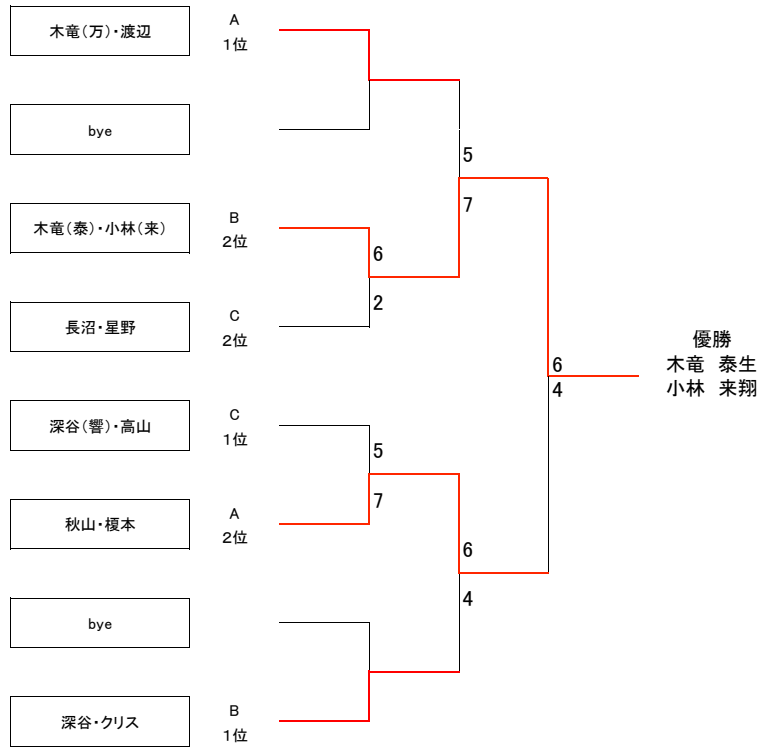 木竜(万)・渡辺
A
1位
bye
木竜(泰)・小林(来)
B
2位
長沼・星野
C
2位
深谷(響)・高山
C
1位
秋山・榎本
A
2位
bye
深谷・クリス
B
1位
6
2
5
7
5
7
6
4
6
4
優勝
木竜 泰生
小林 来翔